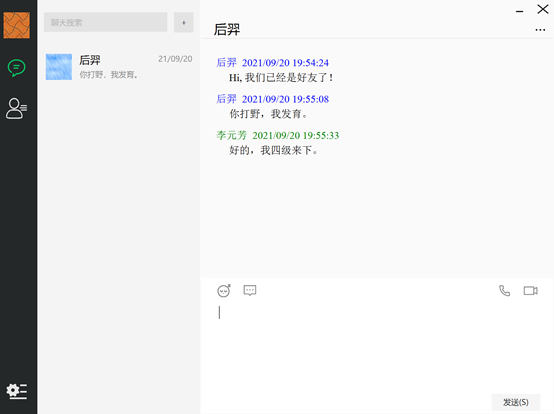 聊天搜索
+
后羿
21/09/20
你打野，我发育。
后羿
后羿 2021/09/20 19:54:24
Hi, 我们已经是好友了！
后羿 2021/09/20 19:55:08
你打野，我发育。
李元芳 2021/09/20 19:55:33
好的，我四级来下。
发送(S)